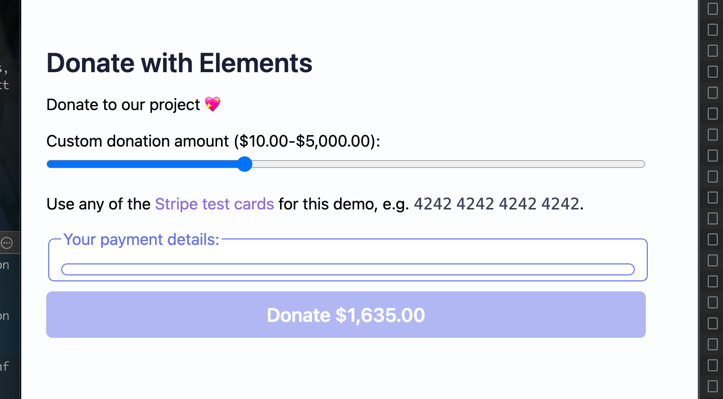 Donate with Elements
Donate to our project 💖
Custom donation amount ($10.00-$5,000.00):
Use any of the Stripe test cards for this demo, e.g. 4242 4242 4242 4242.
Your payment details:
Donate $1,635.00